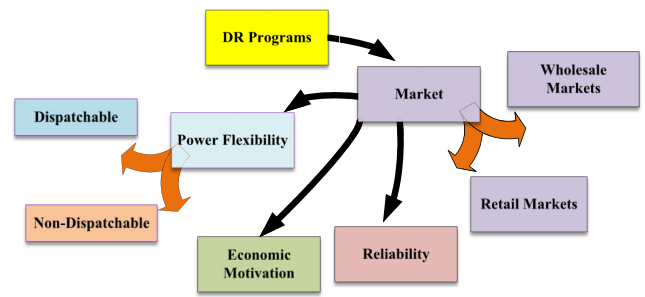 DR Programs
Market
Wholesale
Markets
Dispatchable
Power Flexibility
Retail Markets
Non-Dispatchable
Economic
Motivation
Reliability